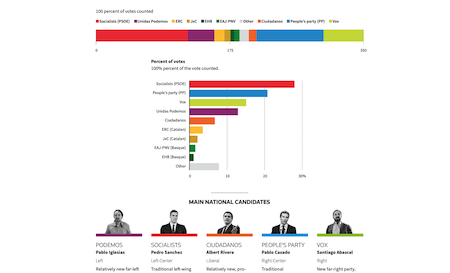 100 percent of votes counted
Socialists (PSOE) Unidas Podemos ERC JxC EHB EAJ-PNV Other Ciudadanos People's party (PP) Vox
0 175 350
Percent of votes
100% percent of the vote counted.
Socialists (PSOE)
People's party (PP)
Vox
Unidas Podemos
Ciudadanos
ERC (Catalan)
JxC (Catalan)
EAJ-PNV (Basque)
EHB (Basque)
Other
0 10 20 30%
MAIN NATIONAL CANDIDATES
PODEMOS SOCIALISTS CIUDADANOS PEOPLE'S PARTY VOX
Pablo Iglesias Pedro Sanchez Albert Rivera Pablo Casado Santiago Abascal
Left Left Center Liberal Right Center Right
Relatively new far-left Traditional left-wing Relatively new, pro- Traditional New far-right party,